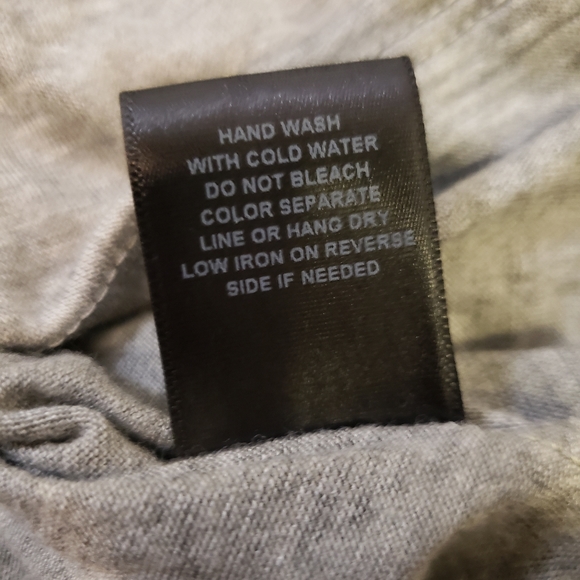 HAND WASH
WITH COLD WATER
DO NOT BLEACH
COLOR SEPARATE
LINE OR HANG DRY
LOW IRON ON REVERSE
SIDE IF NEEDED